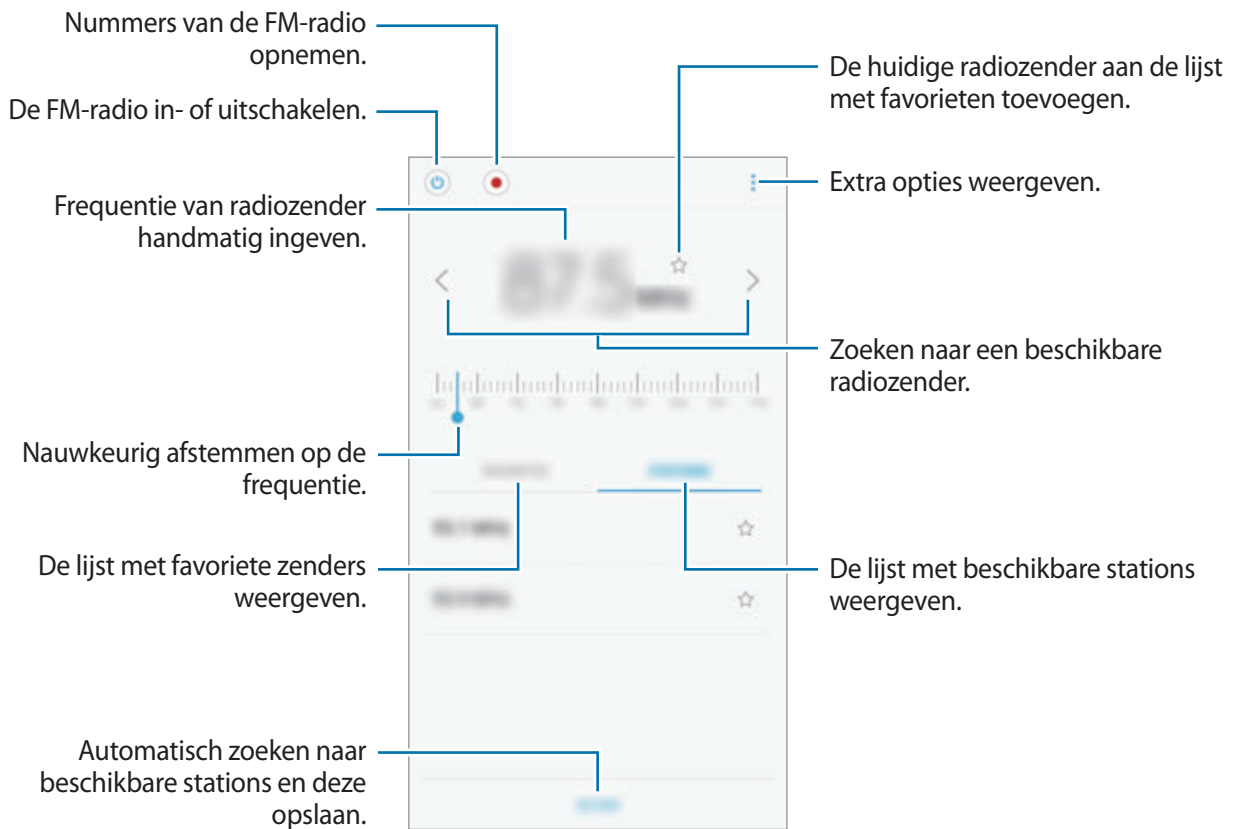 Nummers van de FM-radio
opnemen.
De FM-radio in- of uitschakelen.
Frequentie van radiozender
handmatig ingeven.
Nauwkeurig afstemmen op de
frequentie.
De lijst met favoriete zenders
weergeven.
Automatisch zoeken naar
beschikbare stations en deze
opslaan.
De huidige radiozender aan de lijst
met favorieten toevoegen.
Extra opties weergeven.
Zoeken naar een beschikbare
radiozender.
De lijst met beschikbare stations
weergeven.